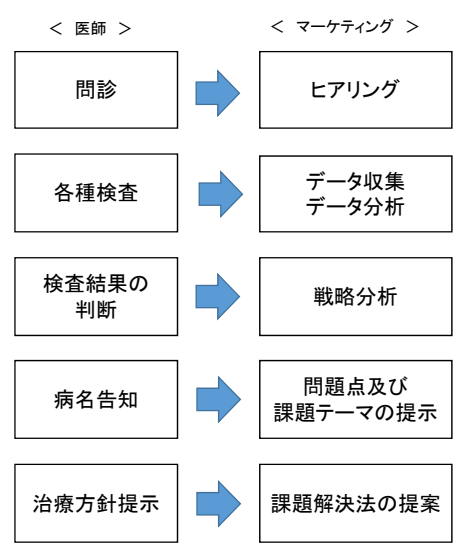 ＜ 医師 ＞
＜ マーケティング ＞
問診
ヒアリング
各種検査
データ収集
データ分析
検査結果の
判断
戦略分析
病名告知
問題点及び
課題テーマの提示
治療方針提示
課題解決法の提案